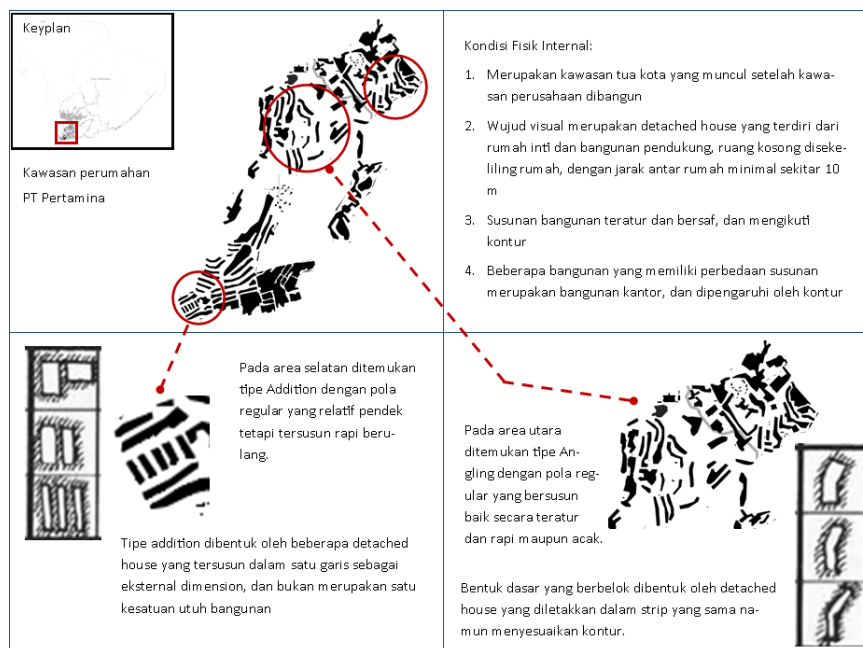 Keyplan
Kawasan perumahan
PT Pertamina
Kondisi Fisik Internal:
1. Merupakan kawasan tua kota yang muncul setelah kawa-
san perusahaan dibangun
2. Wujud visual merupakan detached house yang terdiri dari
rumah inti dan bangunan pendukung, ruang kosong diseke-
liling rumah, dengan jarak antar rumah minimal sekitar 10
m
3. Susunan bangunan teratur dan bersaf, dan mengikuti
kontur
4. Beberapa bangunan yang memiliki perbedaan susunan
merupakan bangunan kantor, dan dipengaruhi oleh kontur
Pada area selatan ditemukan
tipe Addition dengan pola
regular yang relatif pendek
tetapi tersusun rapi beru-
lang.
Tipe addition dibentuk oleh beberapa detached
house yang tersusun dalam satu garis sebagai
eksternal dimension, dan bukan merupakan satu
kesatuan utuh bangunan
Pada area utara
ditemukan tipe An-
gling dengan pola reg-
ular yang bersusun
baik secara teratur
dan rapi maupun acak.
Bentuk dasar yang berbelok dibentuk oleh detached
house yang diletakkan dalam strip yang sama na-
mun menyesuaikan kontur.